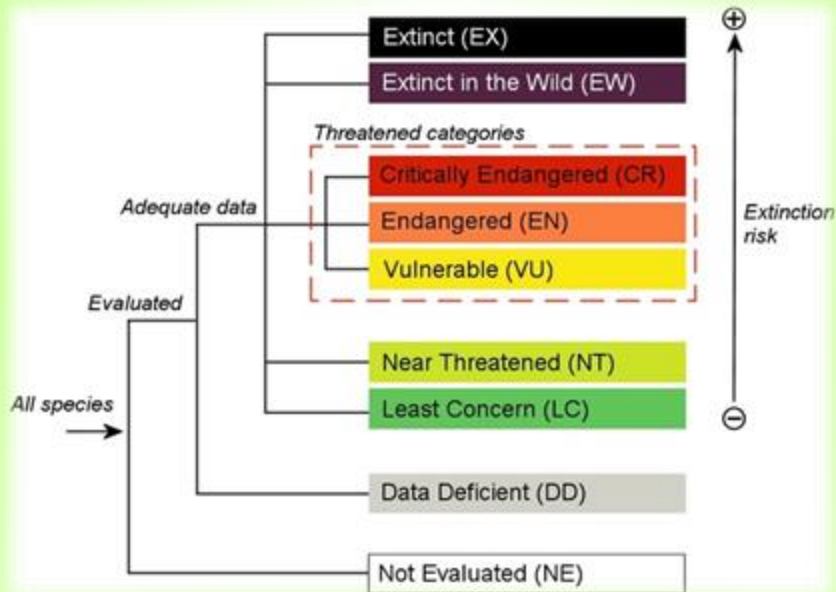 Extinct (EX)
Extinct in the Wild (EW)
Threatened categories
Critically Endangered (CR)
Adequate data
Endangered (EN)
Extinction
risk
Vulnerable (VU)
Evaluated
Near Threatened (NT)
All species
Least Concern (LC)
Data Deficient (DD)
Not Evaluated (NE)